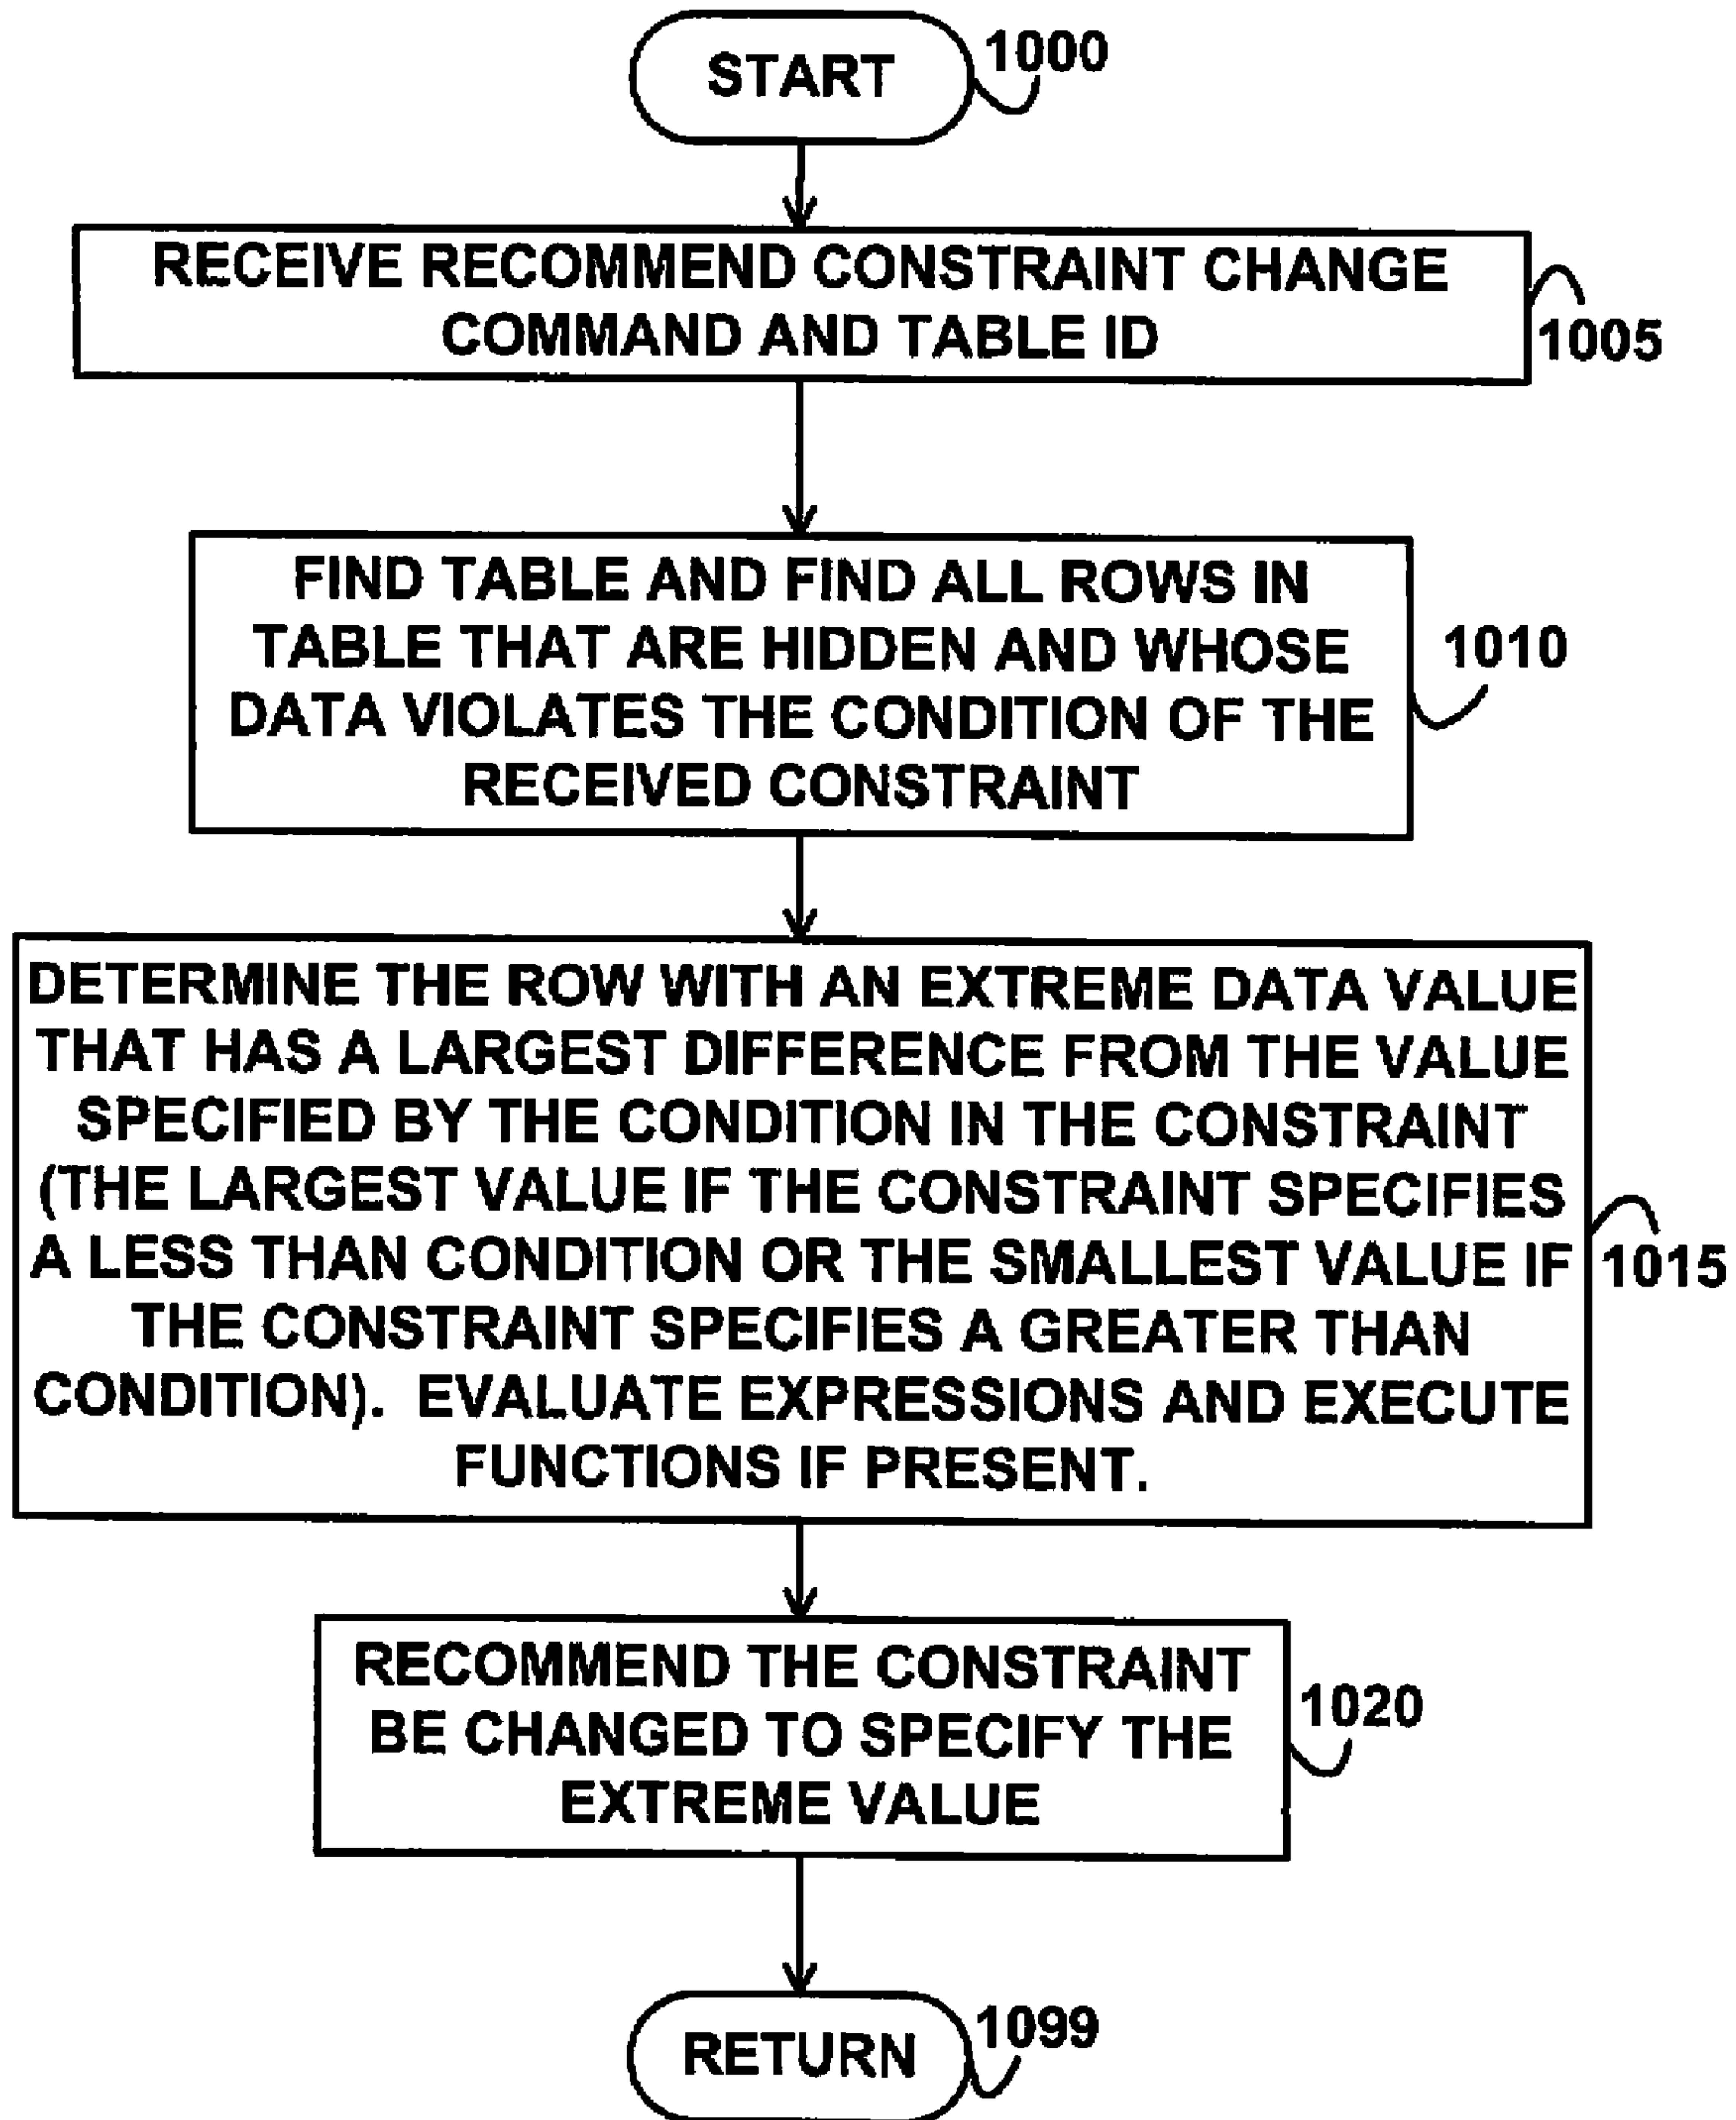 START
1000
RECEIVE RECOMMEND CONSTRAINT CHANGE
COMMAND AND TABLE ID
1005
FIND TABLE AND FIND ALL ROWS IN
TABLE THAT ARE HIDDEN AND WHOSE
DATA VIOLATES THE CONDITION OF THE
RECEIVED CONSTRAINT
1010
DETERMINE THE ROW WITH AN EXTREME DATA VALUE
THAT HAS A LARGEST DIFFERENCE FROM THE VALUE
SPECIFIED BY THE CONDITION IN THE CONSTRAINT
(THE LARGEST VALUE IF THE CONSTRAINT SPECIFIES
A LESS THAN CONDITION OR THE SMALLEST VALUE IF
THE CONSTRAINT SPECIFIES A GREATER THAN
CONDITION). EVALUATE EXPRESSIONS AND EXECUTE
FUNCTIONS IF PRESENT.
1015
RECOMMEND THE CONSTRAINT
BE CHANGED TO SPECIFY THE
EXTREME VALUE
1020
RETURN
1099